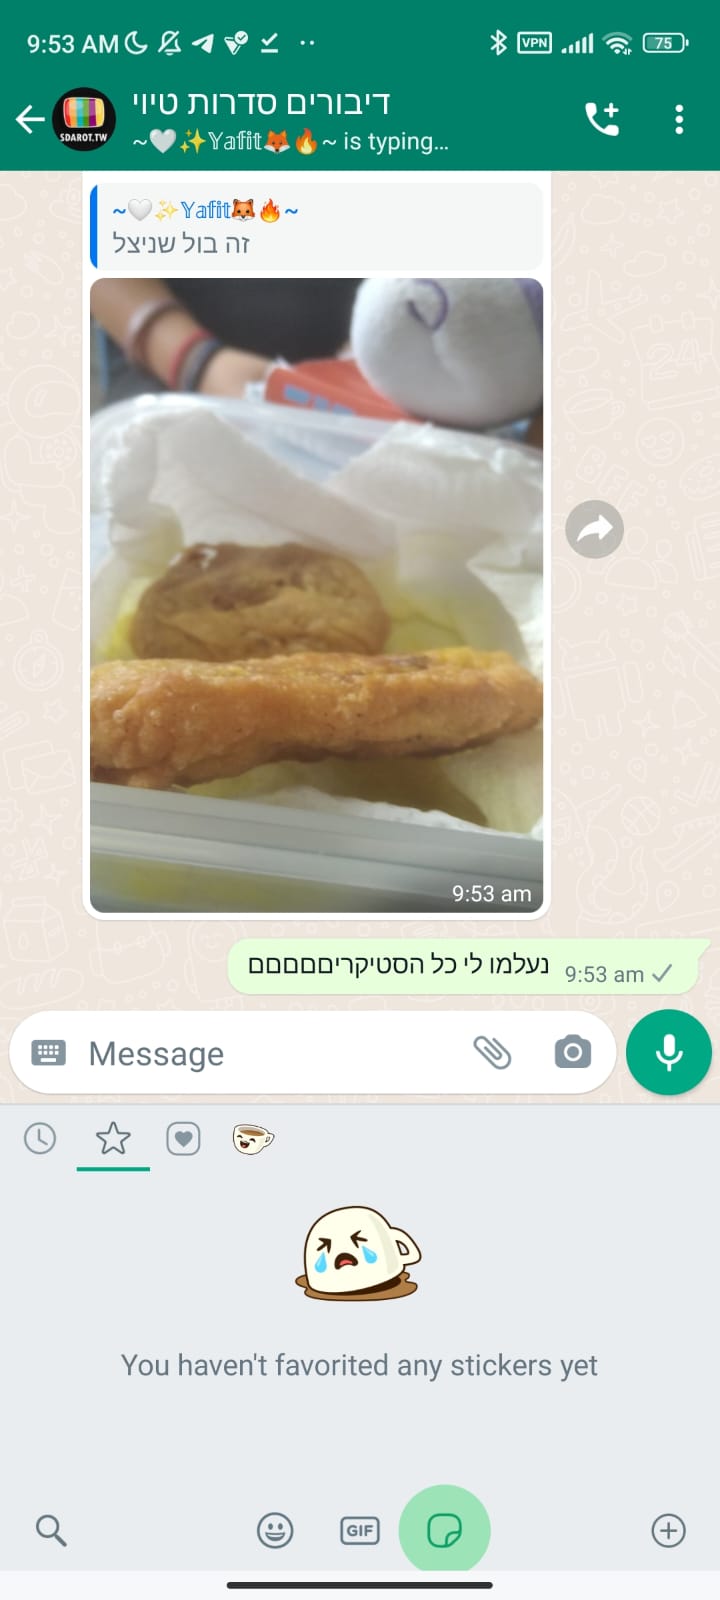 9:53 AM
VPN
75
SDAROT.TW
דיבורים סדרות טיוי
~🤍✨𝕐𝕒𝕗𝕚𝕥🦊🔥~ is typing...
~🤍✨𝕐𝕒𝕗𝕚𝕥🦊🔥~
זה בול שניצל
9:53 am
נעלמו לי כל הסטיקריםםםםם
9:53 am
Message
You haven't favorited any stickers yet
GIF